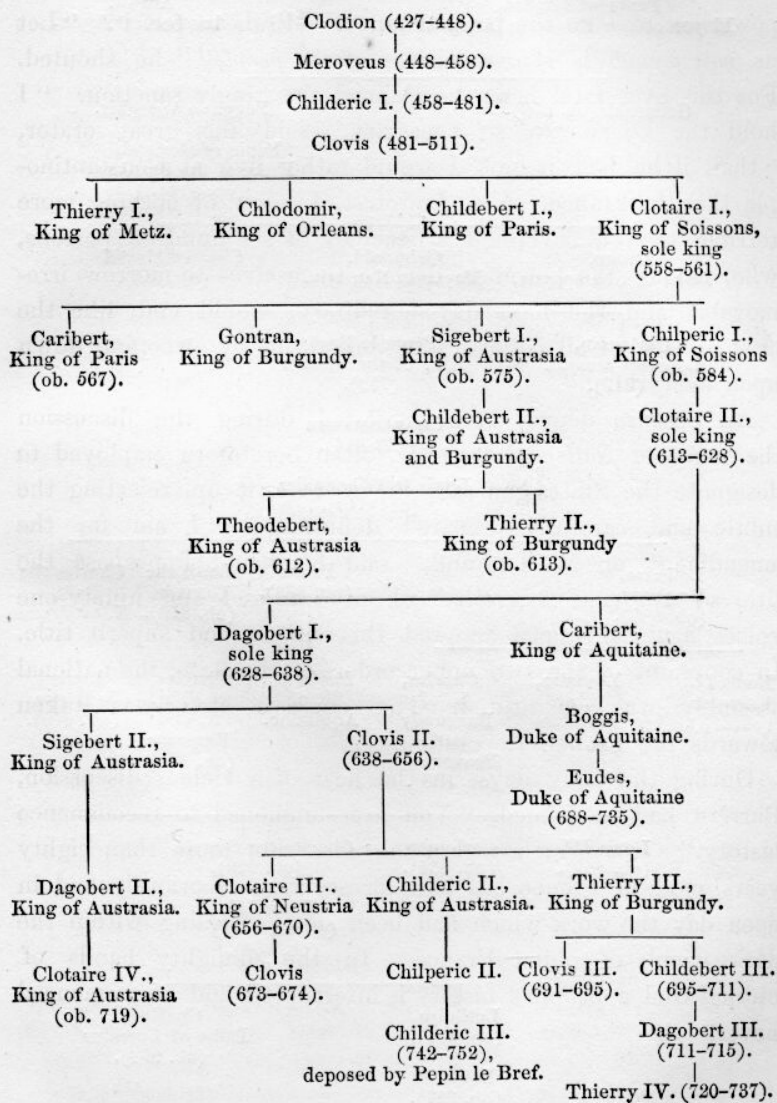 Clodion (427–448).
Meroveus (448–458).
Childeric I. (458–481).
Clovis (481–511).
Thierry I.,
King of Metz.
Chlodomir,
King of Orleans.
Childebert I.,
King of Paris.
Clotaire I.,
King of Soissons,
sole king
(558–561).
Caribert,
King of Paris
(ob. 567).
Gontran,
King of Burgundy.
Sigebert I.,
King of Austrasia
(ob. 575).
Chilperic I.,
King of Soissons
(ob. 584).
Childebert II.,
King of Austrasia
and Burgundy.
Clotaire II.,
sole king
(613–628).
Theodebert,
King of Austrasia
(ob. 612).
Thierry II.,
King of Burgundy
(ob. 613).
Dagobert I.,
sole king
(628–638).
Caribert,
King of Aquitaine.
Sigebert II.,
King of Austrasia.
Clovis II.
(638–656).
Boggis,
Duke of Aquitaine.
Eudes,
Duke of Aquitaine
(688–735).
Dagobert II.,
King of Austrasia.
Clotaire III.,
King of Neustria
(656–670).
Childeric II.,
King of Austrasia.
Thierry III.,
King of Burgundy.
Clotaire IV.,
King of Austrasia
(ob. 719).
Clovis
(673–674).
Chilperic II.
Clovis III.
(691–695).
Childebert III.
(695–711).
Childeric III.
(742–752),
deposed by Pepin le Bref.
Dagobert III.
(711–715).
Thierry IV. (720–737).